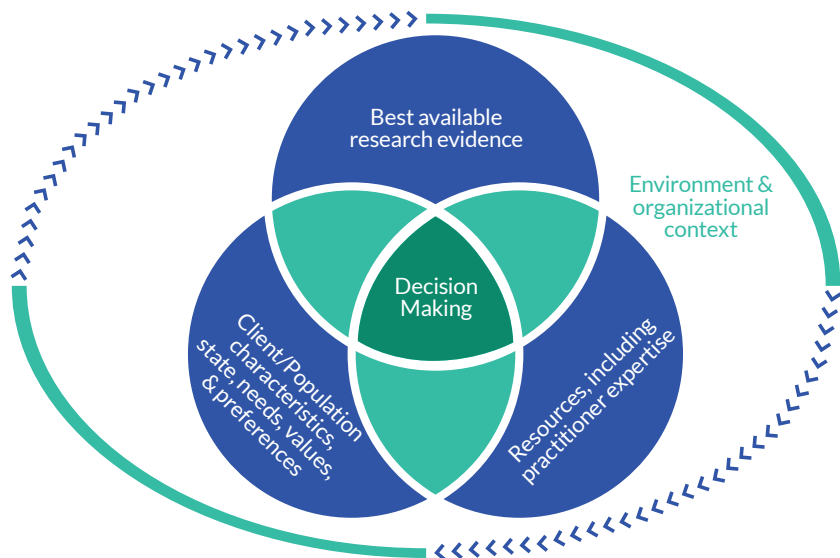 Best available
research evidence
Environment &
organizational
context
Decision
Making
Client/Population
characteristics,
state, needs, values,
& preferences
Resources, including
practitioner expertise